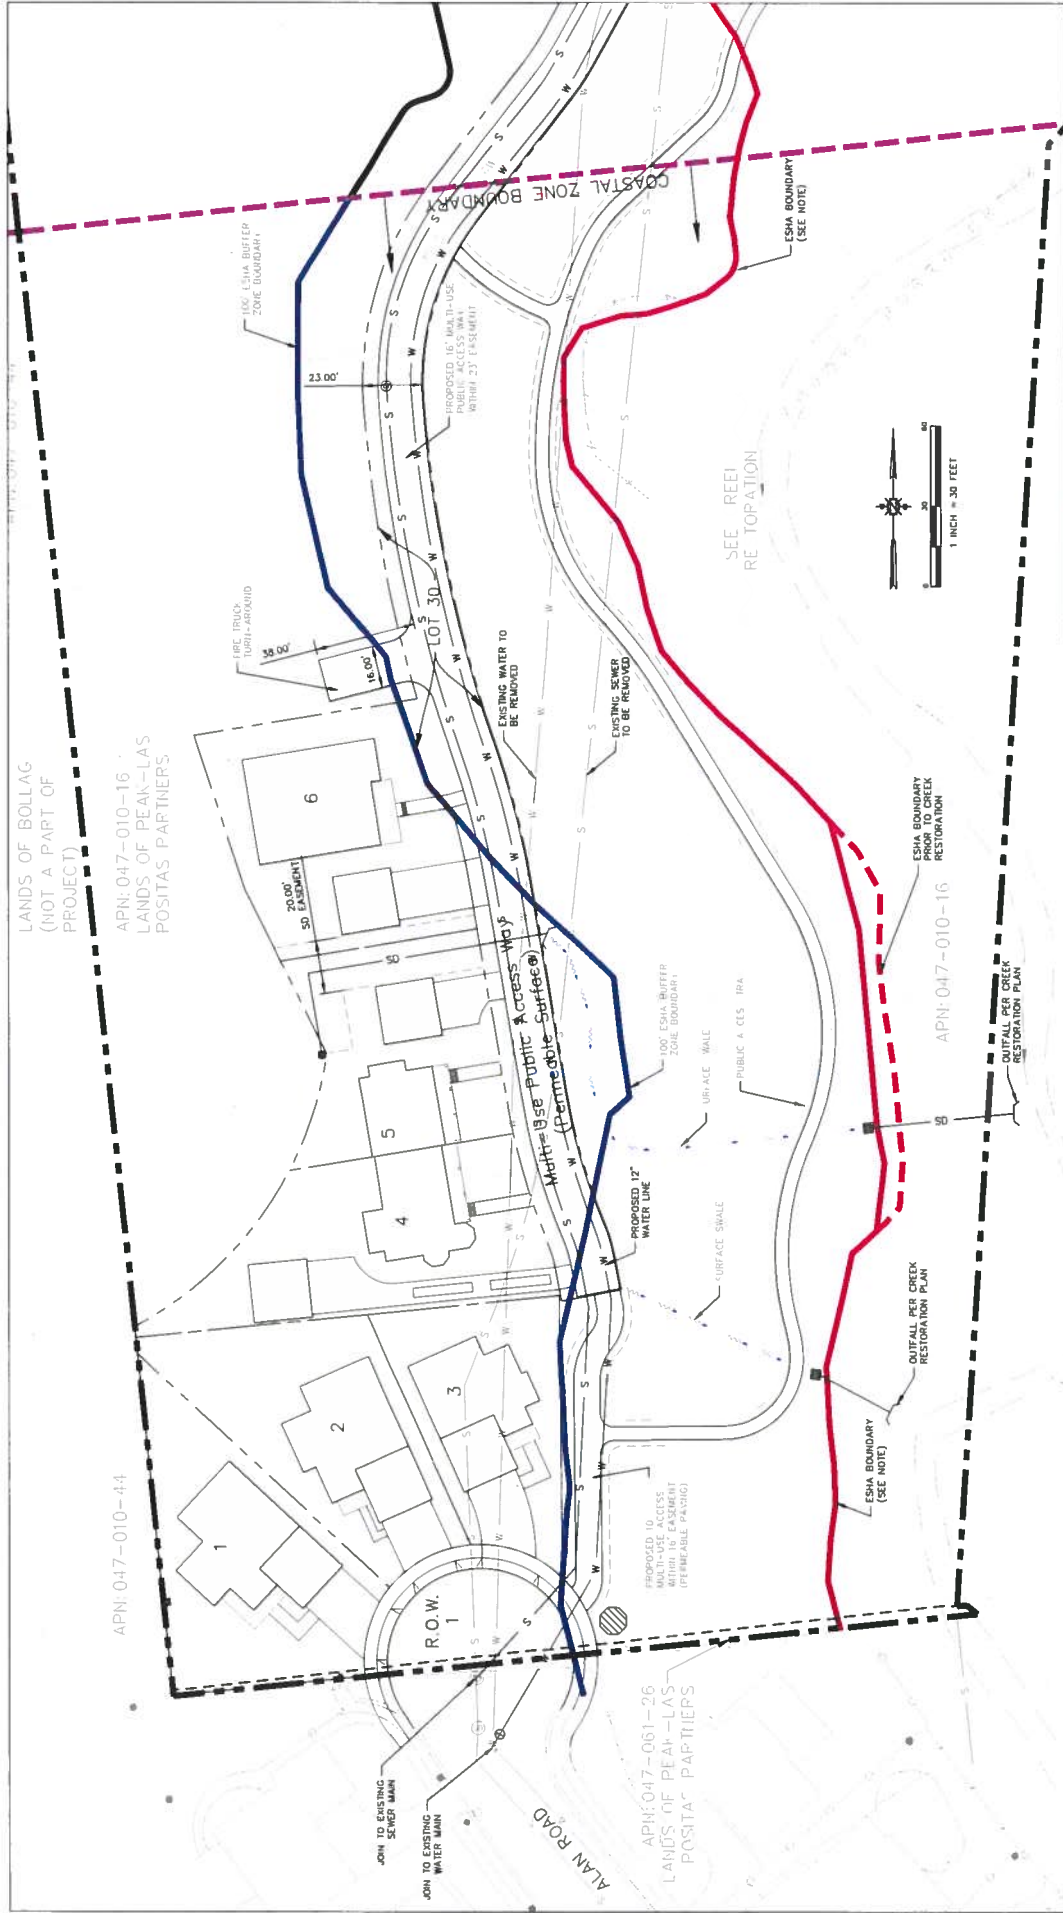 LANDS OF BOLLAG
(NOT A PART OF
PROJECT)
APN: 047-010-16
LANDS OF PEAK-LAS
POSITAS PARTNERS
APN: 047-010-44
100' ESHA BUFFER
ZONE BOUNDARY
23.00'
COASTAL ZONE BOUNDARY
ESHA BOUNDARY
(SEE NOTE)
PROPOSED 16' MULTI-USE
PUBLIC ACCESS WAY
WITHIN 23' EASEMENT
FIRE TRUCK
TURN-AROUND
38.00'
16.00'
LOT 30
EXISTING WATER TO
BE REMOVED
EXISTING SEWER
TO BE REMOVED
0 30 60
1 INCH = 30 FEET
6
20.00'
SD EASEMENT
SD
5
4
Multi-Use Public Access Way
(Permeable Surface)
100' ESHA BUFFER
ZONE BOUNDARY
ESHA BOUNDARY
PRIOR TO CREEK
RESTORATION
APN: 047-010-16
OUTFALL PER CREEK
RESTORATION PLAN
SD
PROPOSED 12"
WATER LINE
SURFACE SWALE
OUTFALL PER CREEK
RESTORATION PLAN
ESHA BOUNDARY
(SEE NOTE)
3
2
1
R.O.W.
1
MULTI-USE ACCESS
WITHIN 16' EASEMENT
(PERMEABLE PAVING)
JOIN TO EXISTING
SEWER MAIN
JOIN TO EXISTING
WATER MAIN
ALAN ROAD
APN: 047-061-26
LANDS OF PEAK-LAS
POSITAS PARTNERS